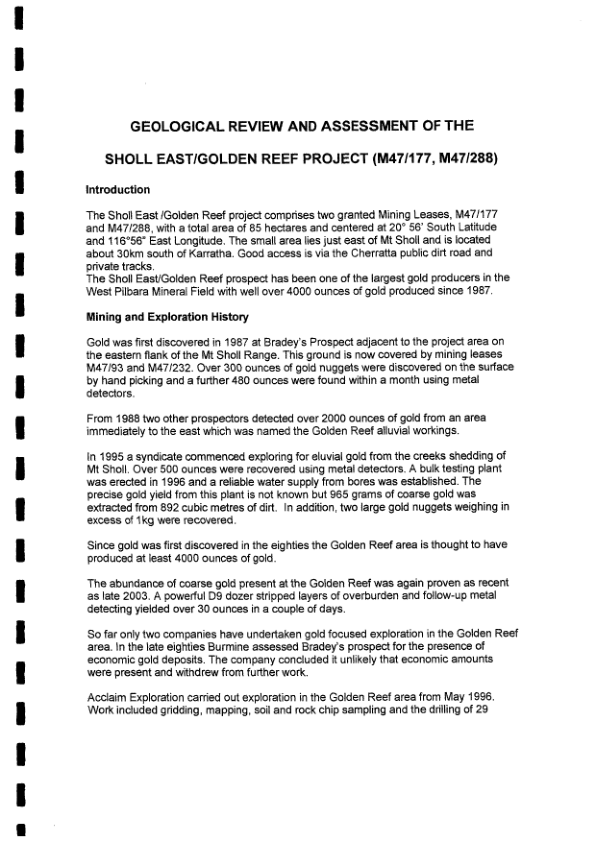 GEOLOGICAL REVIEW AND ASSESSMENT OF THE
SHOLL EAST/GOLDEN REEF PROJECT (M47/177, M47/288)
Introduction
The Sholl East /Golden Reef project comprises two granted Mining Leases, M47/177
and M47/288, with a total area of 85 hectares and centered at 20° 56' South Latitude
and 116°56" East Longitude. The small area lies just east of Mt Sholl and is located
about 30km south of Karratha. Good access is via the Cherratta public dirt road and
private tracks.
The Sholl East/Golden Reef prospect has been one of the largest gold producers in the
West Pilbara Mineral Field with well over 4000 ounces of gold produced since 1987.
Mining and Exploration History
Gold was first discovered in 1987 at Bradey's Prospect adjacent to the project area on
the eastern flank of the Mt Sholl Range. This ground is now covered by mining leases
M47/93 and M47/232. Over 300 ounces of gold nuggets were discovered on the surface
by hand picking and a further 480 ounces were found within a month using metal
detectors.
From 1988 two other prospectors detected over 2000 ounces of gold from an area
immediately to the east which was named the Golden Reef alluvial workings.
In 1995 a syndicate commenced exploring for eluvial gold from the creeks shedding of
Mt Sholl. Over 500 ounces were recovered using metal detectors. A bulk testing plant
was erected in 1996 and a reliable water supply from bores was established. The
precise gold yield from this plant is not known but 965 grams of coarse gold was
extracted from 892 cubic metres of dirt. In addition, two large gold nuggets weighing in
excess of 1kg were recovered.
Since gold was first discovered in the eighties the Golden Reef area is thought to have
produced at least 4000 ounces of gold.
The abundance of coarse gold present at the Golden Reef was again proven as recent
as late 2003. A powerful D9 dozer stripped layers of overburden and follow-up metal
detecting yielded over 30 ounces in a couple of days.
So far only two companies have undertaken gold focused exploration in the Golden Reef
area. In the late eighties Burmine assessed Bradey's prospect for the presence of
economic gold deposits. The company concluded it unlikely that economic amounts
were present and withdrew from further work.
Acclaim Exploration carried out exploration in the Golden Reef area from May 1996.
Work included gridding, mapping, soil and rock chip sampling and the drilling of 29